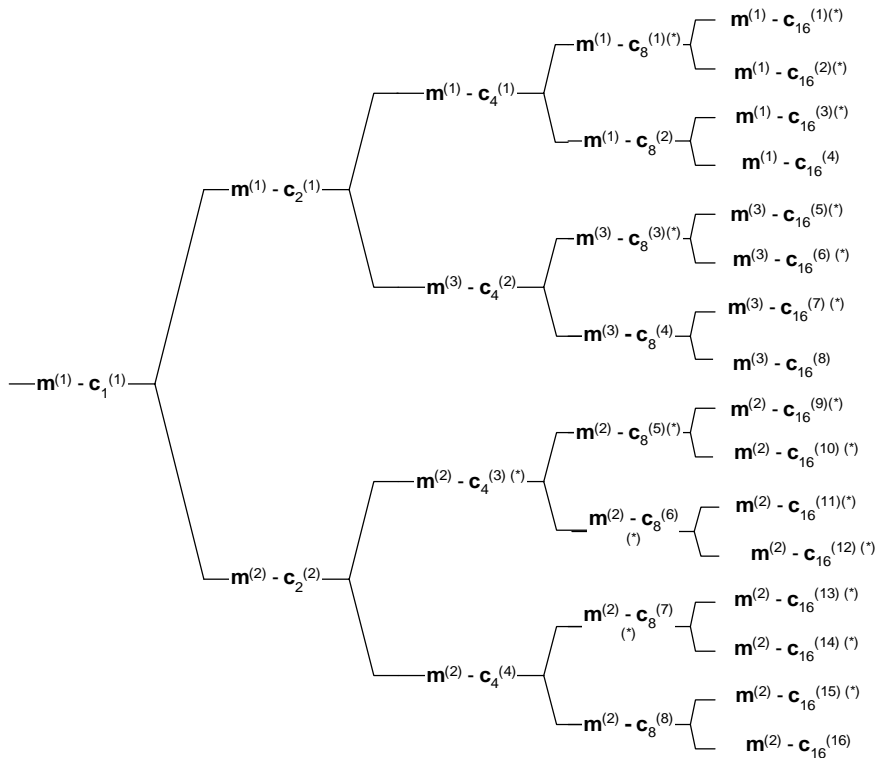 m(1) - c16(1)(*)
m(1) - c8(1)(*)
m(1) - c16(2)(*)
m(1) - c4(1)
m(1) - c16(3)(*)
m(1) - c8(2)
m(1) - c16(4)
m(1) - c2(1)
m(3) - c16(5)(*)
m(3) - c8(3)(*)
m(3) - c16(6) (*)
m(3) - c4(2)
m(3) - c16(7) (*)
m(3) - c8(4)
m(3) - c16(8)
m(1) - c1(1)
m(2) - c16(9)(*)
m(2) - c8(5)(*)
m(2) - c16(10) (*)
m(2) - c4(3) (*)
m(2) - c16(11)(*)
m(2) - c8(6)
(*)
m(2) - c16(12) (*)
m(2) - c2(2)
m(2) - c16(13) (*)
m(2) - c8(7)
(*)
m(2) - c16(14) (*)
m(2) - c4(4)
m(2) - c16(15) (*)
m(2) - c8(8)
m(2) - c16(16)